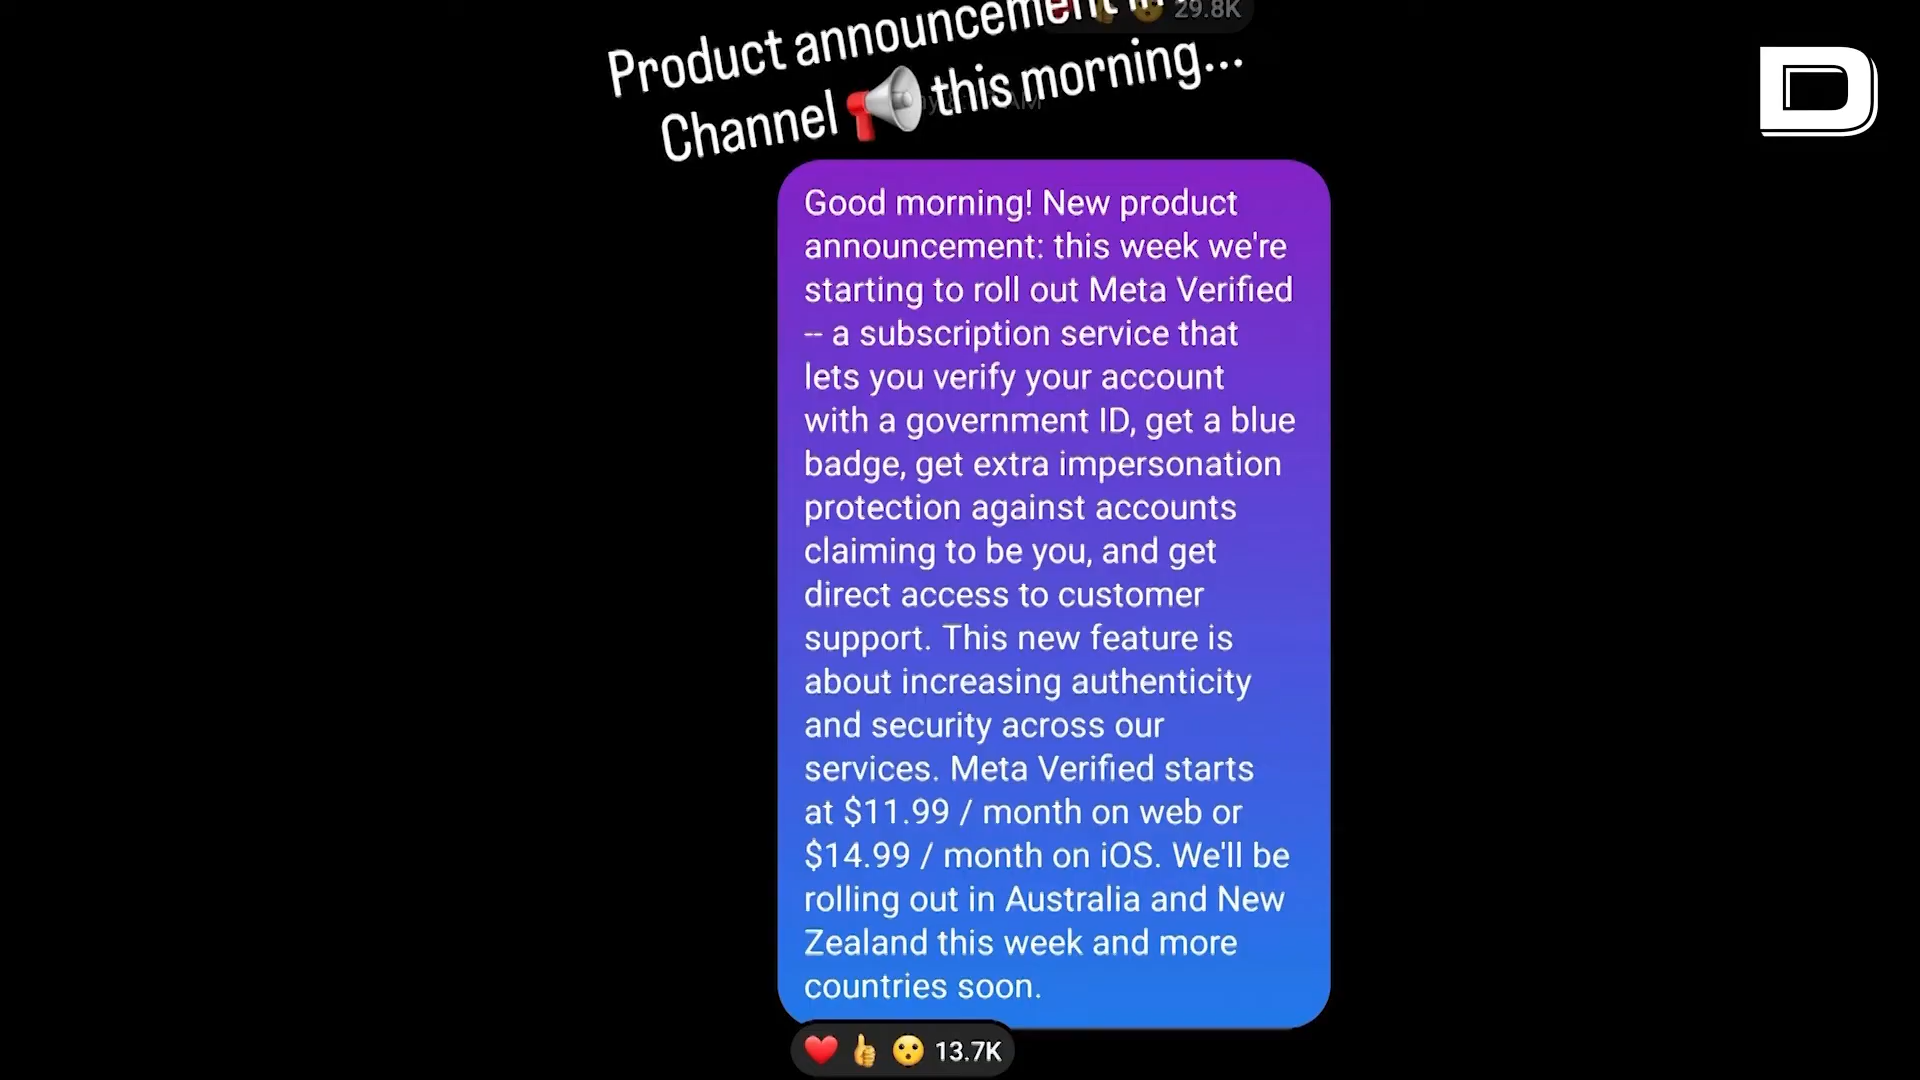 29.8K
Product announcement in
Channel this morning...
AM
D
Good morning! New product
announcement: this week we're
starting to roll out Meta Verified
-- a subscription service that
lets you verify your account
with a government ID, get a blue
badge, get extra impersonation
protection against accounts
claiming to be you, and get
direct access to customer
support. This new feature is
about increasing authenticity
and security across our
services. Meta Verified starts
at $11.99 / month on web or
$14.99 / month on iOS. We'll be
rolling out in Australia and New
Zealand this week and more
countries soon.
13.7K